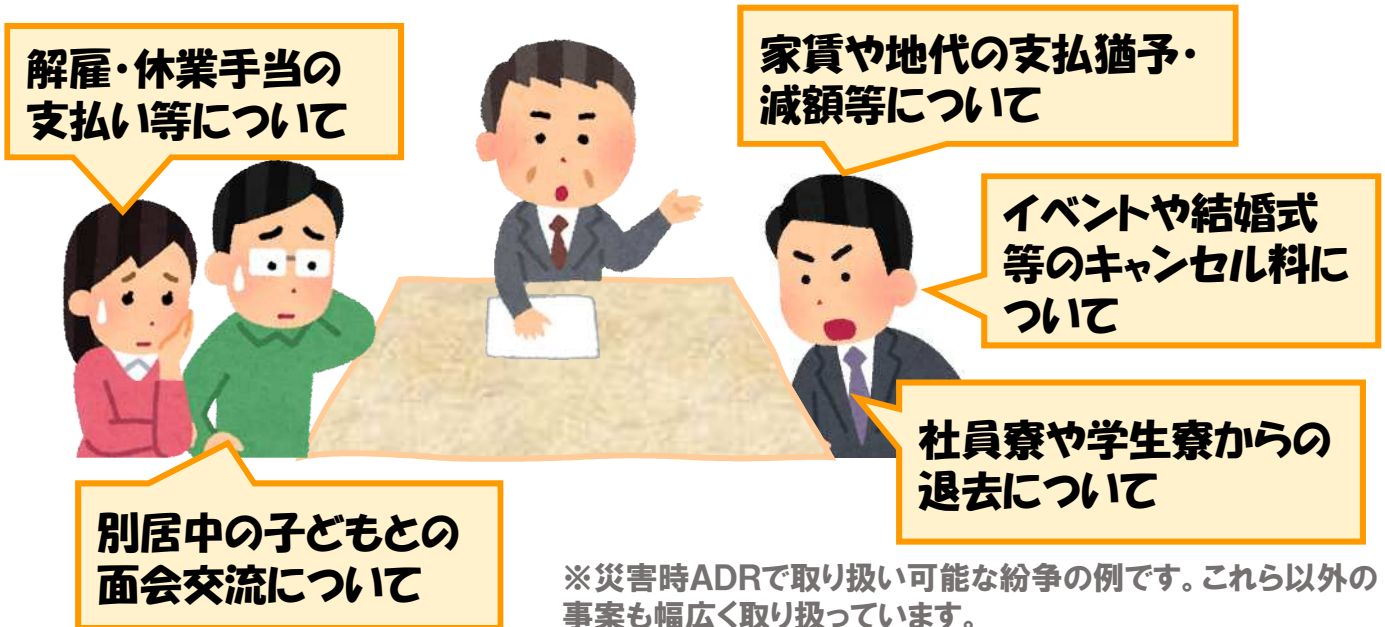 解雇・休業手当の
支払い等について
家賃や地代の支払猶予・
減額等について
イベントや結婚式
等のキャンセル料に
ついて
社員寮や学生寮からの
退去について
別居中の子どもとの
面会交流について
※災害時ADRで取り扱い可能な紛争の例です。これら以外の
事案も幅広く取り扱っています。